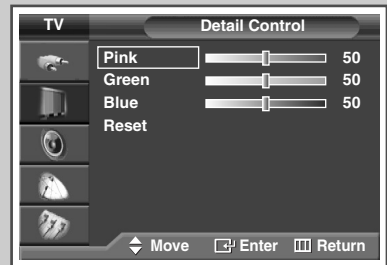 TV Detail Control
Pink 50
Green 50
Blue 50
Reset
Move Enter Return